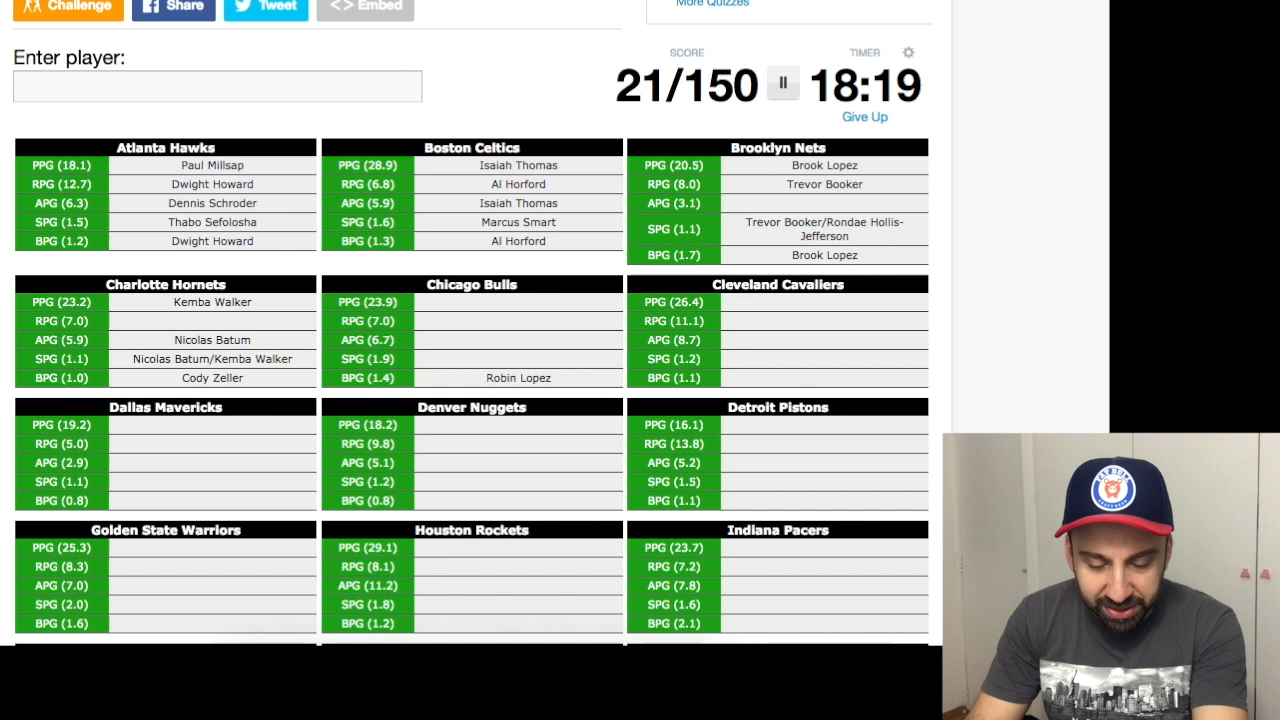 Challenge
Share
Tweet
<> Embed
More Quizzes
Enter player:
SCORE
TIMER
21/150
18:19
Give Up
Atlanta Hawks
PPG (18.1) Paul Millsap
RPG (12.7) Dwight Howard
APG (6.3) Dennis Schroder
SPG (1.5) Thabo Sefolosha
BPG (1.2) Dwight Howard
Boston Celtics
PPG (28.9) Isaiah Thomas
RPG (6.8) Al Horford
APG (5.9) Isaiah Thomas
SPG (1.6) Marcus Smart
BPG (1.3) Al Horford
Brooklyn Nets
PPG (20.5) Brook Lopez
RPG (8.0) Trevor Booker
APG (3.1)
SPG (1.1) Trevor Booker/Rondae Hollis-
Jefferson
BPG (1.7) Brook Lopez
Charlotte Hornets
PPG (23.2) Kemba Walker
RPG (7.0)
APG (5.9) Nicolas Batum
SPG (1.1) Nicolas Batum/Kemba Walker
BPG (1.0) Cody Zeller
Chicago Bulls
PPG (23.9)
RPG (7.0)
APG (6.7)
SPG (1.9)
BPG (1.4) Robin Lopez
Cleveland Cavaliers
PPG (26.4)
RPG (11.1)
APG (8.7)
SPG (1.2)
BPG (1.1)
Dallas Mavericks
PPG (19.2)
RPG (5.0)
APG (2.9)
SPG (1.1)
BPG (0.8)
Denver Nuggets
PPG (18.2)
RPG (9.8)
APG (5.1)
SPG (1.2)
BPG (0.8)
Detroit Pistons
PPG (16.1)
RPG (13.8)
APG (5.2)
SPG (1.5)
BPG (1.1)
Golden State Warriors
PPG (25.3)
RPG (8.3)
APG (7.0)
SPG (2.0)
BPG (1.6)
Houston Rockets
PPG (29.1)
RPG (8.1)
APG (11.2)
SPG (1.8)
BPG (1.2)
Indiana Pacers
PPG (23.7)
RPG (7.2)
APG (7.8)
SPG (1.6)
BPG (2.1)